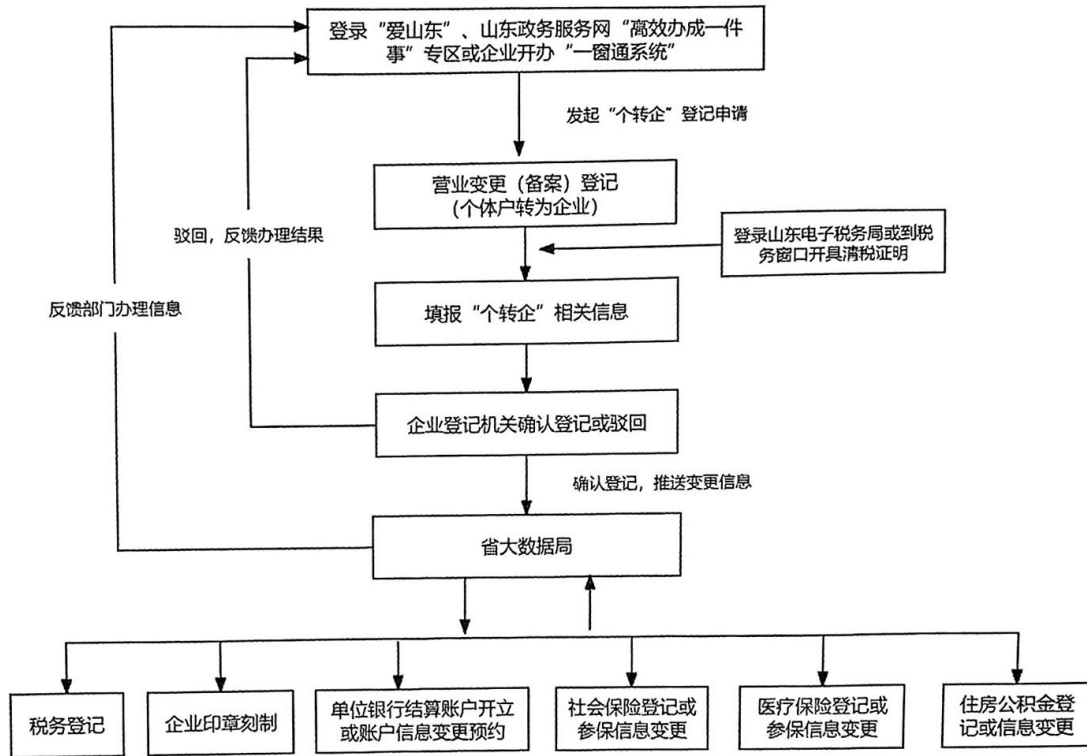 登录“爱山东”、山东政务服务网“高效办成一件
事”专区或企业开办“一窗通系统”
发起“个转企”登记申请
营业变更（备案）登记
（个体户转为企业）
驳回，反馈办理结果
登录山东电子税务局或到税
务窗口开具清税证明
反馈部门办理信息
填报“个转企”相关信息
企业登记机关确认登记或驳回
确认登记，推送变更信息
省大数据局
税务登记
企业印章刻制
单位银行结算账户开立
或账户信息变更预约
社会保险登记或
参保信息变更
医疗保险登记或
参保信息变更
住房公积金登
记或信息变更